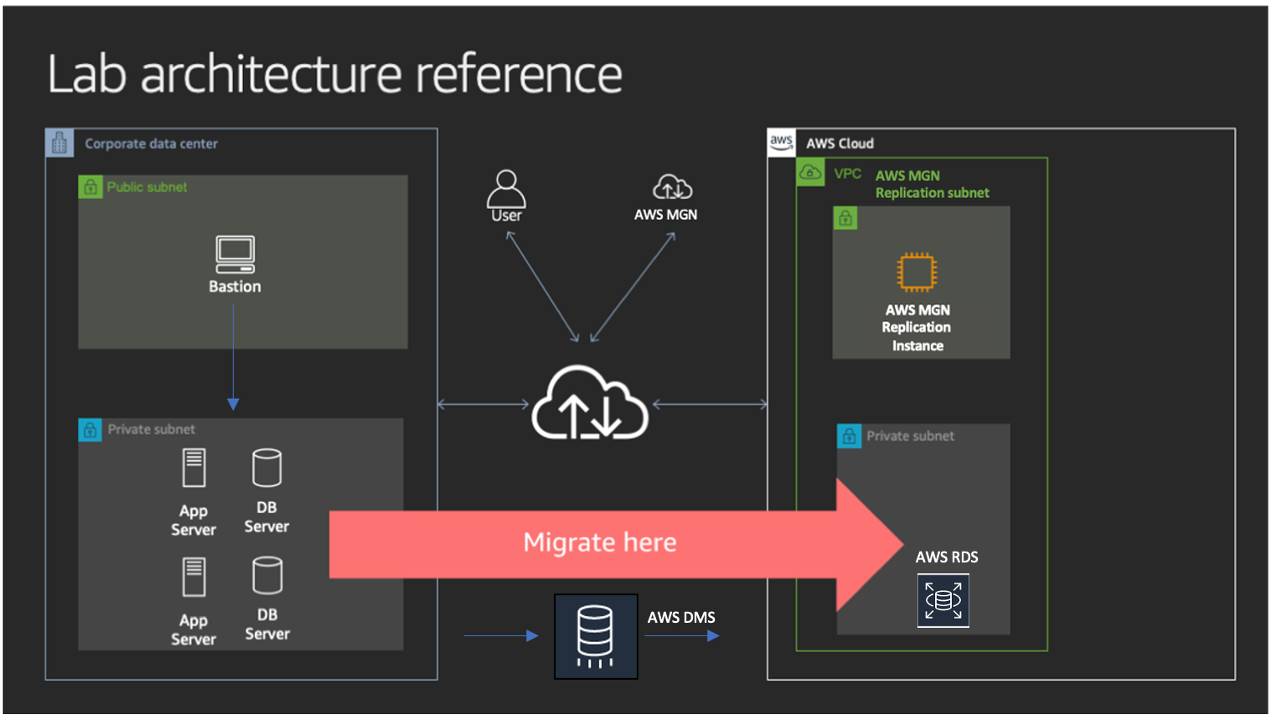 Lab architecture reference
Corporate data center
Public subnet
Bastion
Private subnet
App
Server
DB
Server
App
Server
DB
Server
User
AWS MGN
Migrate here
AWS DMS
aws
AWS Cloud
VPC
AWS MGN
Replication subnet
AWS MGN
Replication
Instance
Private subnet
AWS RDS